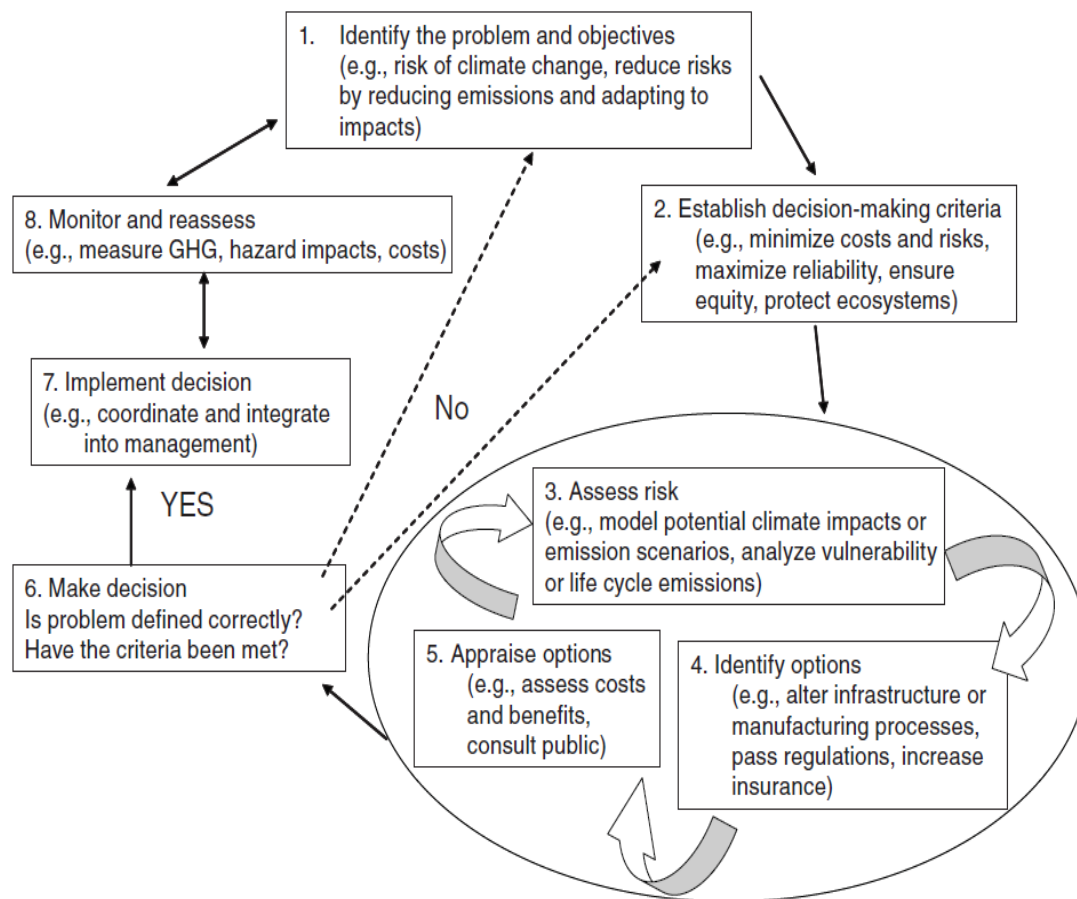 1. Identify the problem and objectives
(e.g., risk of climate change, reduce risks
by reducing emissions and adapting to
impacts)
8. Monitor and reassess
(e.g., measure GHG, hazard impacts, costs)
2. Establish decision-making criteria
(e.g., minimize costs and risks,
maximize reliability, ensure
equity, protect ecosystems)
7. Implement decision
(e.g., coordinate and integrate
into management)
No
YES
3. Assess risk
(e.g., model potential climate impacts or
emission scenarios, analyze vulnerability
or life cycle emissions)
6. Make decision
Is problem defined correctly?
Have the criteria been met?
5. Appraise options
(e.g., assess costs
and benefits,
consult public)
4. Identify options
(e.g., alter infrastructure or
manufacturing processes,
pass regulations, increase
insurance)